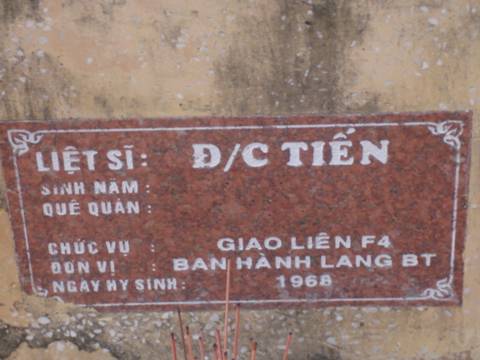 LIỆT SĨ: Đ/C TIẾN
SINH NĂM:
QUÊ QUÁN:
CHỨC VỤ : GIAO LIÊN F4
ĐƠN VỊ : BAN HÀNH LANG BT
NGÀY HY SINH: 1968